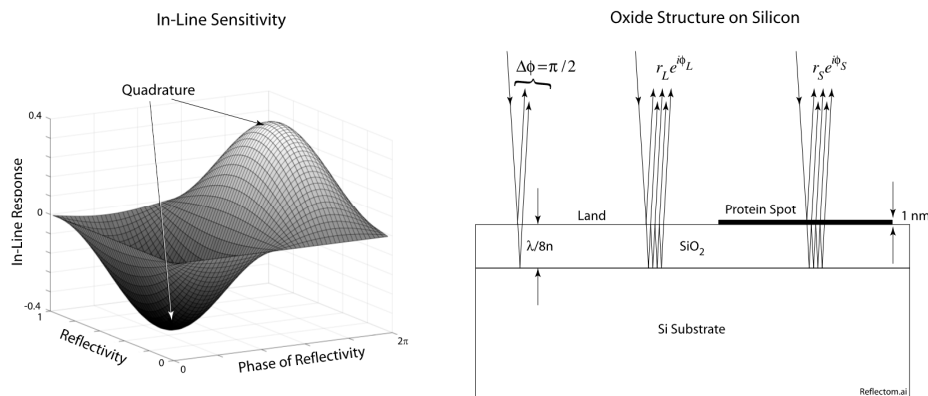 In-Line Sensitivity
Quadrature
0.4
0
-0.4
In-Line Response
1
0
Reflectivity
0
2π
Phase of Reflectivity
Oxide Structure on Silicon
Δϕ=π/2
r_L e^{iϕ_L}
r_S e^{iϕ_S}
Land
Protein Spot
1 nm
λ/8n
SiO₂
Si Substrate
Reflectom.ai